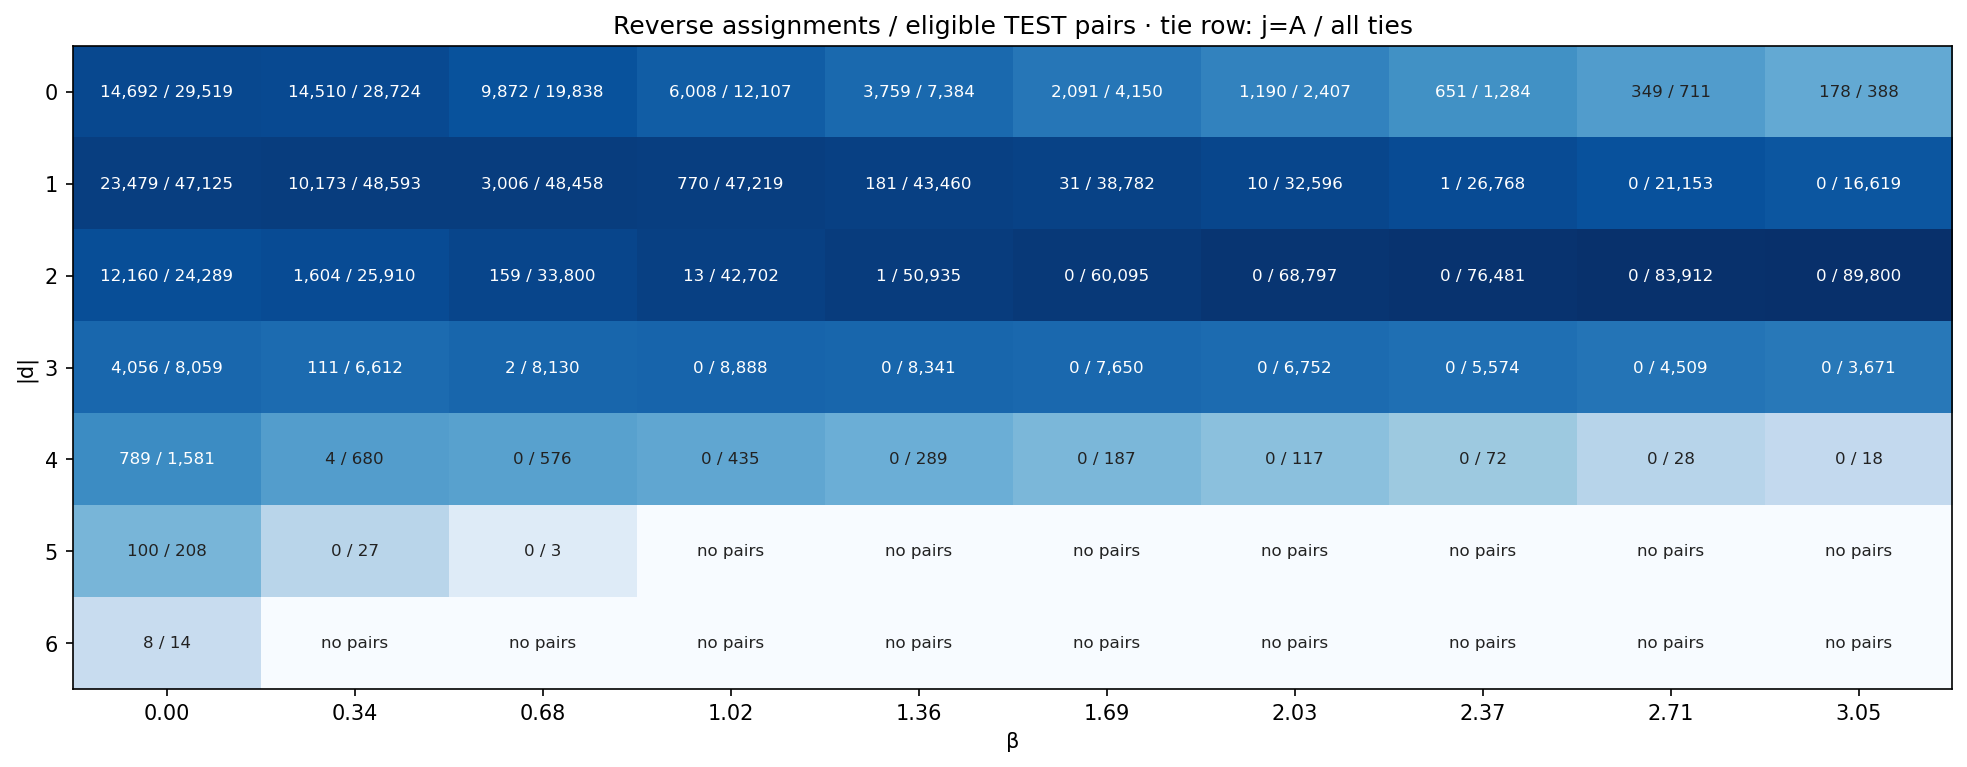 Reverse assignments / eligible TEST pairs · tie row: j=A / all ties
|d|
0 14,692 / 29,519 14,510 / 28,724 9,872 / 19,838 6,008 / 12,107 3,759 / 7,384 2,091 / 4,150 1,190 / 2,407 651 / 1,284 349 / 711 178 / 388
1 23,479 / 47,125 10,173 / 48,593 3,006 / 48,458 770 / 47,219 181 / 43,460 31 / 38,782 10 / 32,596 1 / 26,768 0 / 21,153 0 / 16,619
2 12,160 / 24,289 1,604 / 25,910 159 / 33,800 13 / 42,702 1 / 50,935 0 / 60,095 0 / 68,797 0 / 76,481 0 / 83,912 0 / 89,800
3 4,056 / 8,059 111 / 6,612 2 / 8,130 0 / 8,888 0 / 8,341 0 / 7,650 0 / 6,752 0 / 5,574 0 / 4,509 0 / 3,671
4 789 / 1,581 4 / 680 0 / 576 0 / 435 0 / 289 0 / 187 0 / 117 0 / 72 0 / 28 0 / 18
5 100 / 208 0 / 27 0 / 3 no pairs no pairs no pairs no pairs no pairs no pairs no pairs
6 8 / 14 no pairs no pairs no pairs no pairs no pairs no pairs no pairs no pairs no pairs
0.00 0.34 0.68 1.02 1.36 1.69 2.03 2.37 2.71 3.05
β